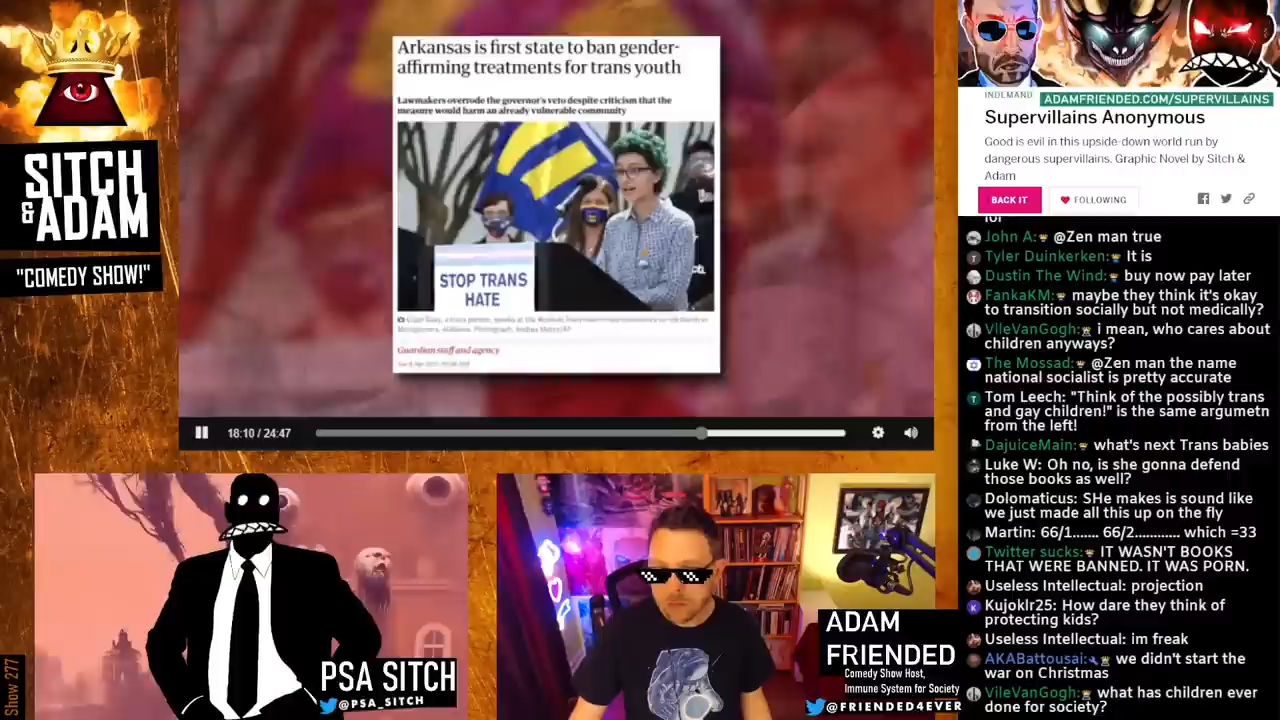 SITCH
& ADAM
"COMEDY SHOW!"
Arkansas is first state to ban gender-
affirming treatments for trans youth
Lawmakers overrode the governor's veto despite criticism that the
measure would harm an already vulnerable community
STOP TRANS
HATE
Guardian staff and agency
18:10 / 24:47
INDEMAND
ADAMFRIENDED.COM/SUPERVILLAINS
Supervillains Anonymous
Good is evil in this upside-down world run by
dangerous supervillains. Graphic Novel by Sitch &
Adam
BACK IT
FOLLOWING
for
John A: @Zen man true
Tyler Duinkerken: It is
Dustin The Wind: buy now pay later
FankaKM: maybe they think it's okay
to transition socially but not medically?
VileVanGogh: i mean, who cares about
children anyways?
The Mossad: @Zen man the name
national socialist is pretty accurate
Tom Leech: "Think of the possibly trans
and gay children!" is the same argumetn
from the left!
DajuiceMain: what's next Trans babies
Luke W: Oh no, is she gonna defend
those books as well?
Dolomaticus: SHe makes is sound like
we just made all this up on the fly
Martin: 66/1....... 66/2............ which =33
Twitter sucks: IT WASN'T BOOKS
THAT WERE BANNED. IT WAS PORN.
Useless Intellectual: projection
Kujoklr25: How dare they think of
protecting kids?
Useless Intellectual: im freak
AKABattousai: we didn't start the
war on Christmas
VileVanGogh: what has children ever
done for society?
Show 277
PSA SITCH
@PSA_SITCH
ADAM
FRIENDED
Comedy Show Host,
Immune System for Society
@FRIENDED4EVER